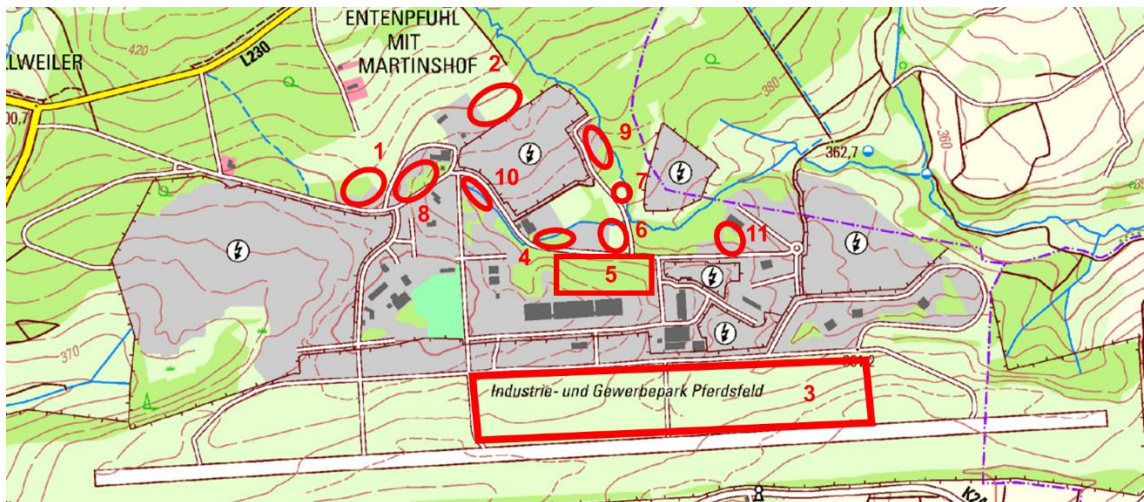 ENTENPFUHL
MIT
MARTINSHOF
LWEILER
L230
420
380
360
362,7
370
1
2
3
4
5
6
7
8
9
10
11
Industrie- und Gewerbepark Pferdsfeld